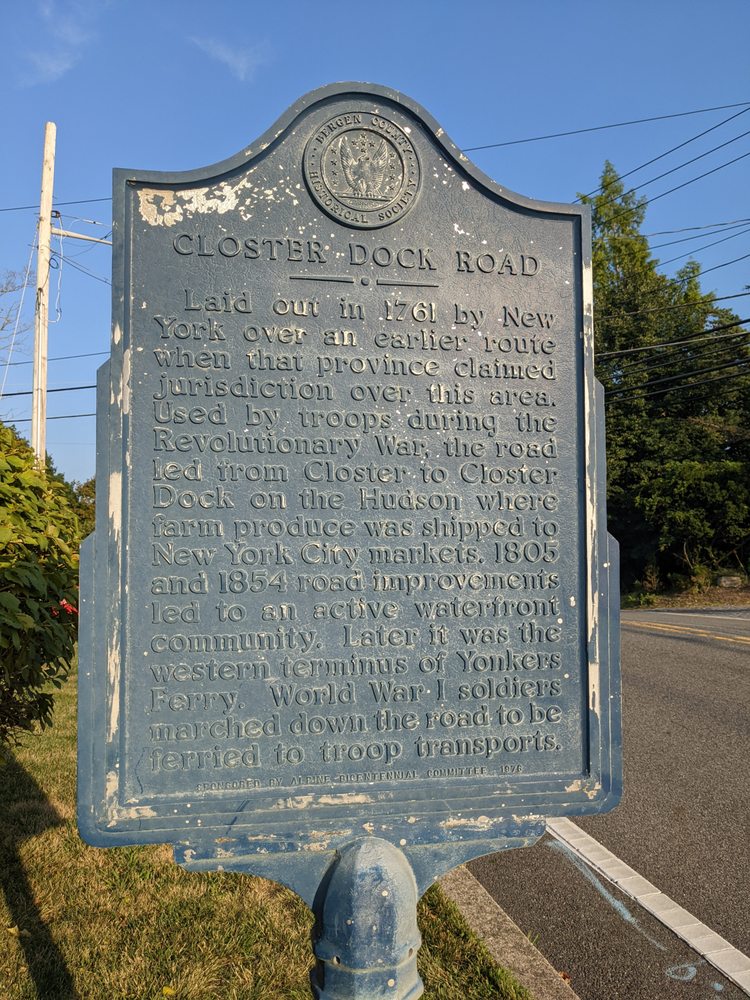 BERGEN COUNTY
HISTORICAL SOCIETY
CLOSTER DOCK ROAD
Laid out in 1761 by New
York over an earlier route
when that province claimed
jurisdiction over this area.
Used by troops during the
Revolutionary War, the road
led from Closter to Closter
Dock on the Hudson where
farm produce was shipped to
New York City markets. 1805
and 1854 road improvements
led to an active waterfront
community. Later it was the
western terminus of Yonkers
Ferry. World War I soldiers
marched down the road to be
ferried to troop transports.
SPONSORED BY ALPINE BICENTENNIAL COMMITTEE 1976